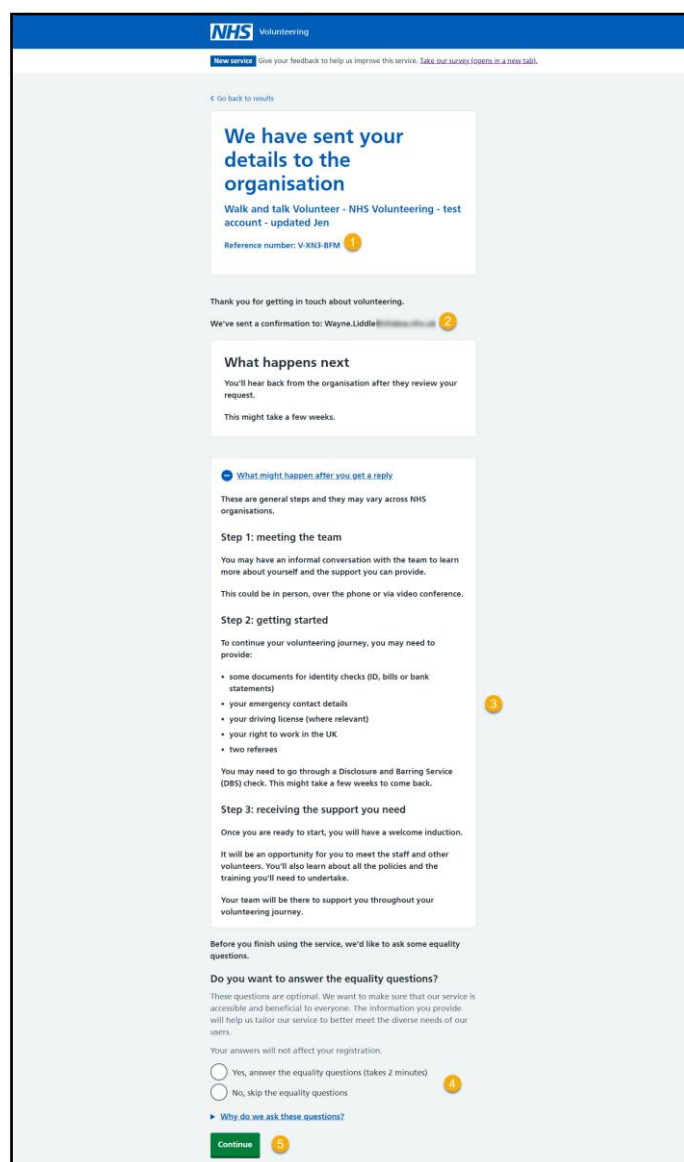 NHS Volunteering
New service Give your feedback to help us improve this service. Take our survey (opens in a new tab).
Go back to results
We have sent your
details to the
organisation
Walk and talk Volunteer - NHS Volunteering - test
account - updated Jen
Reference number: V-XN3-BFM 1
Thank you for getting in touch about volunteering.
We've sent a confirmation to: Wayne.Liddle 2
What happens next
You'll hear back from the organisation after they review your
request.
This might take a few weeks.
What might happen after you get a reply
These are general steps and they may vary across NHS
organisations.
Step 1: meeting the team
You may have an informal conversation with the team to learn
more about yourself and the support you can provide.
This could be in person, over the phone or via video conference.
Step 2: getting started
To continue your volunteering journey, you may need to
provide:
• some documents for identity checks (ID, bills or bank
statements)
• your emergency contact details
3
• your driving license (where relevant)
• your right to work in the UK
• two referees
You may need to go through a Disclosure and Barring Service
(DBS) check. This might take a few weeks to come back.
Step 3: receiving the support you need
Once you are ready to start, you will have a welcome induction.
It will be an opportunity for you to meet the staff and other
volunteers. You'll also learn about all the policies and the
training you'll need to undertake.
Your team will be there to support you throughout your
volunteering journey.
Before you finish using the service, we'd like to ask some equality
questions.
Do you want to answer the equality questions?
These questions are optional. We want to make sure that our service is
accessible and beneficial to everyone. The information you provide
will help us tailor our service to better meet the diverse needs of our
users.
Your answers will not affect your registration.
Yes, answer the equality questions (takes 2 minutes)
4
No, skip the equality questions
Why do we ask these questions?
Continue 5